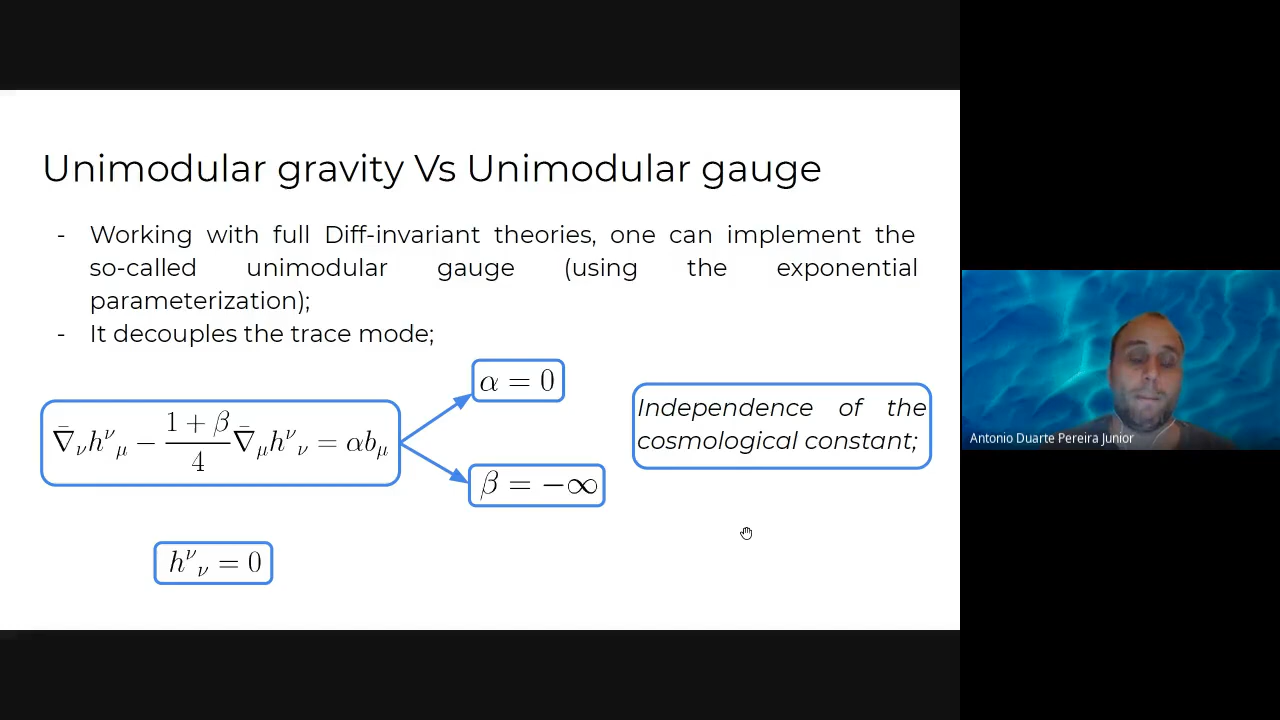 Unimodular gravity Vs Unimodular gauge
- Working with full Diff-invariant theories, one can implement the
so-called unimodular gauge (using the exponential
parameterization);
- It decouples the trace mode;
α = 0
Independence of the
cosmological constant;
∇̄_ν h^ν_μ − (1 + β)/4 ∇̄_μ h^ν_ν = αb_μ
β = −∞
h^ν_ν = 0
Antonio Duarte Pereira Junior